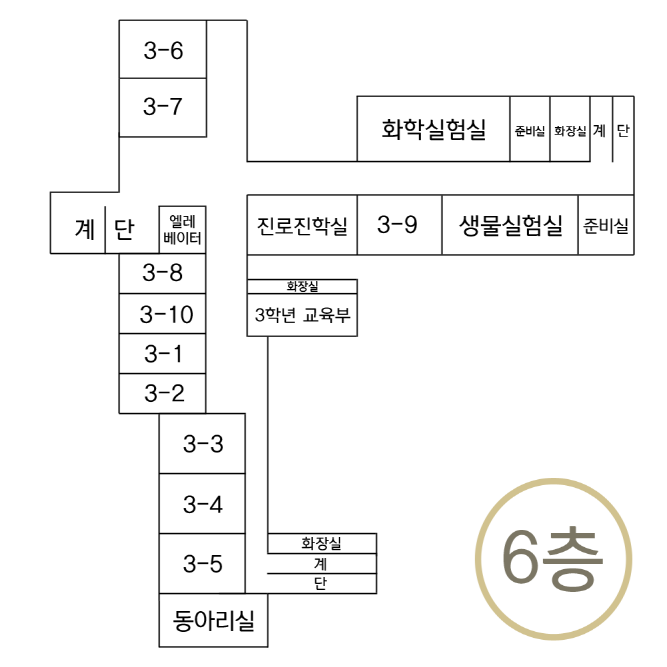 3-6
3-7
화학실험실 준비실 화장실 계 단
계 단
엘레
베이터
진로진학실 3-9 생물실험실 준비실
3-8
화장실
3-10
3학년 교육부
3-1
3-2
3-3
3-4
3-5
화장실
계
단
동아리실
6층